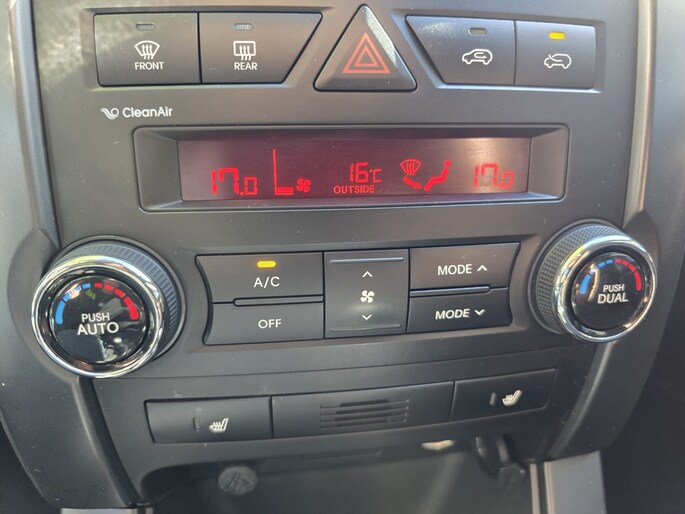 FRONT
REAR
CleanAir
17.0
16°C
OUTSIDE
17.0
PUSH
AUTO
A/C
OFF
MODE
MODE
PUSH
DUAL